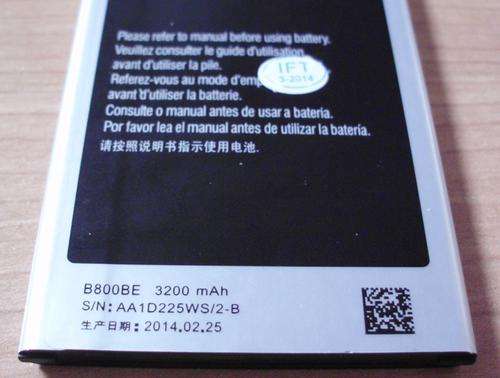 Please refer to manual before using battery.
Veuillez consulter le guide d'utilisation
avant d'utiliser la pile.
Referez-vous au mode d'emp
avant d'utiliser la batterie.
IFT
3-2014
Consulte o manual antes de usar a bateria.
Por favor lea el manual antes de utilizar la batería.
请按照说明书指示使用电池.
B800BE 3200 mAh
S/N: AA1D225WS/2-B
生产日期: 2014.02.25